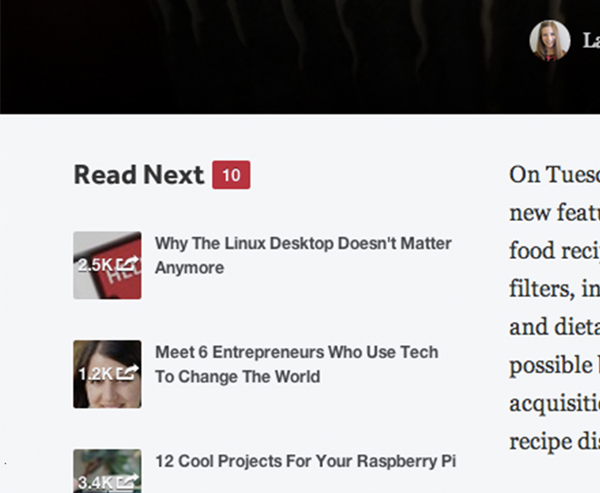 La
Read Next 10
2.5K
Why The Linux Desktop Doesn't Matter
Anymore
1.2K
Meet 6 Entrepreneurs Who Use Tech
To Change The World
3.4K
12 Cool Projects For Your Raspberry Pi
On Tuesd
new featu
food reci
filters, in
and dieta
possible
acquisitio
recipe dis